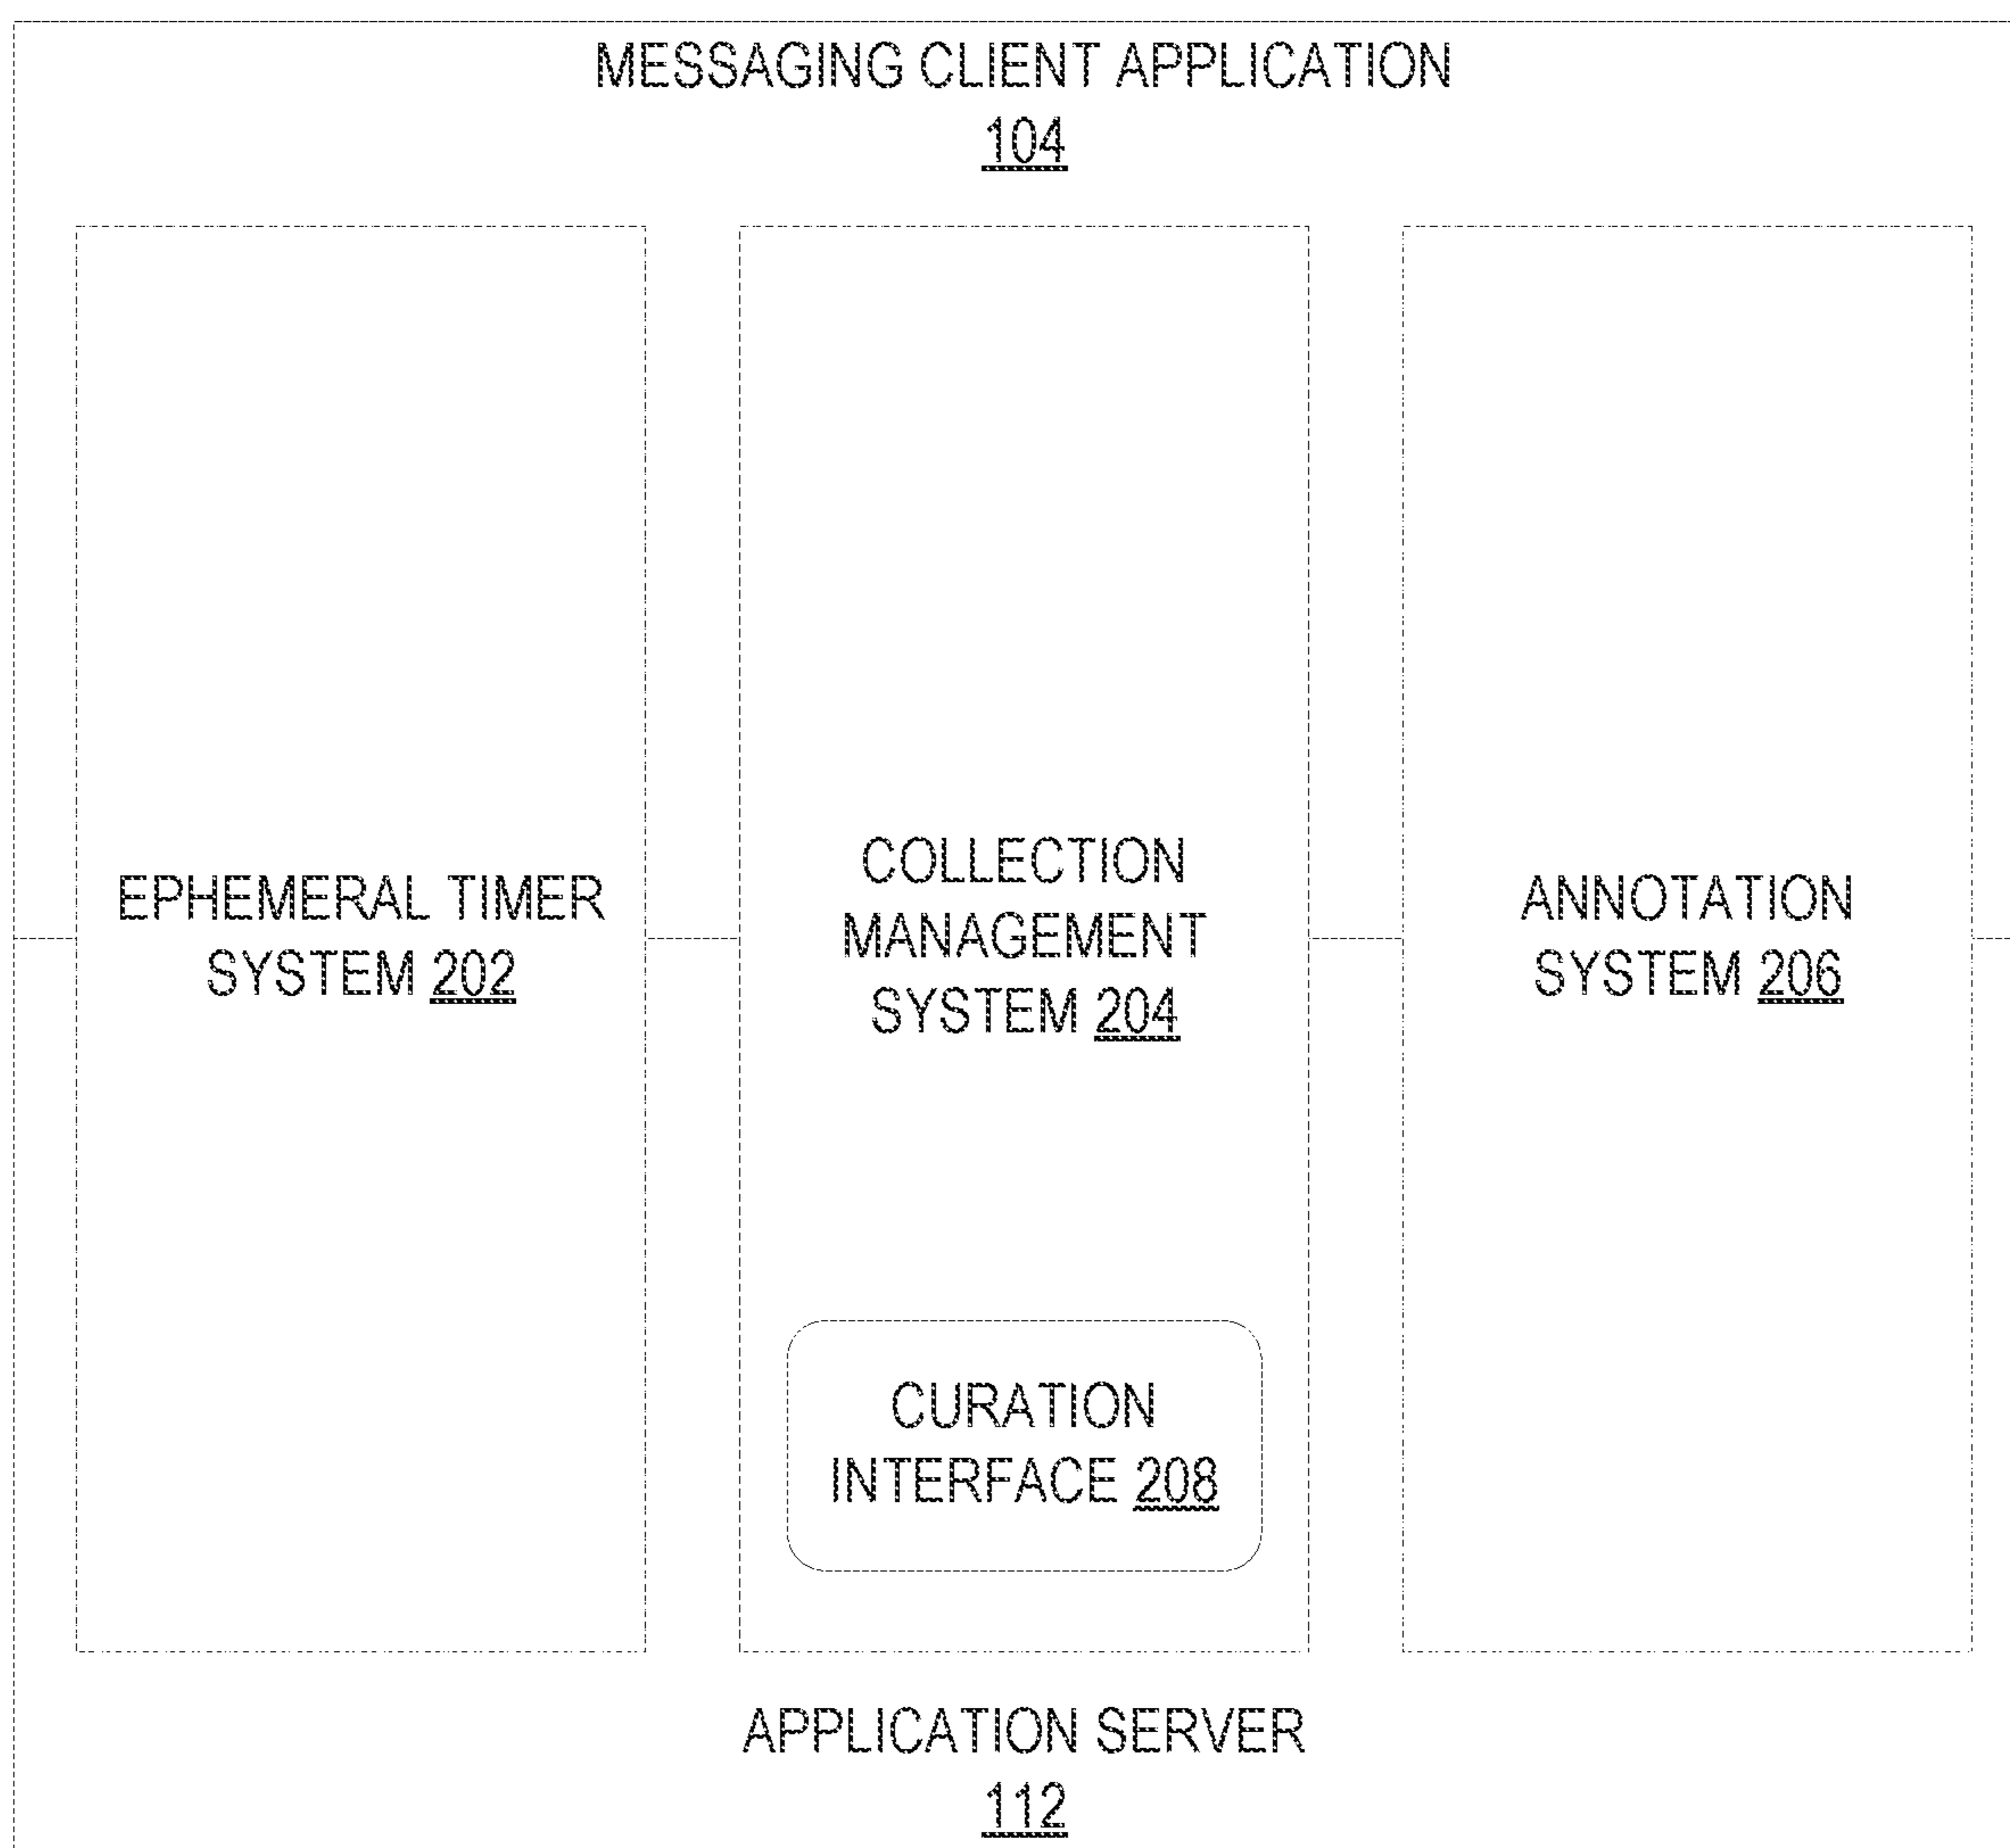 MESSAGING CLIENT APPLICATION
104
EPHEMERAL TIMER
SYSTEM 202
COLLECTION
MANAGEMENT
SYSTEM 204
ANNOTATION
SYSTEM 206
CURATION
INTERFACE 208
APPLICATION SERVER
112